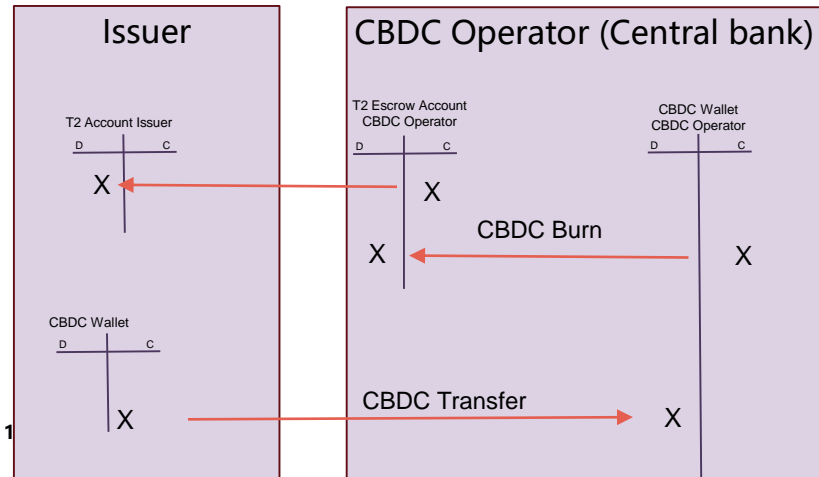 Issuer
CBDC Operator (Central bank)
T2 Account Issuer
D C
X
T2 Escrow Account
CBDC Operator
D C
X
X
CBDC Wallet
CBDC Operator
D C
X
CBDC Burn
CBDC Wallet
D C
X
CBDC Transfer
X
1